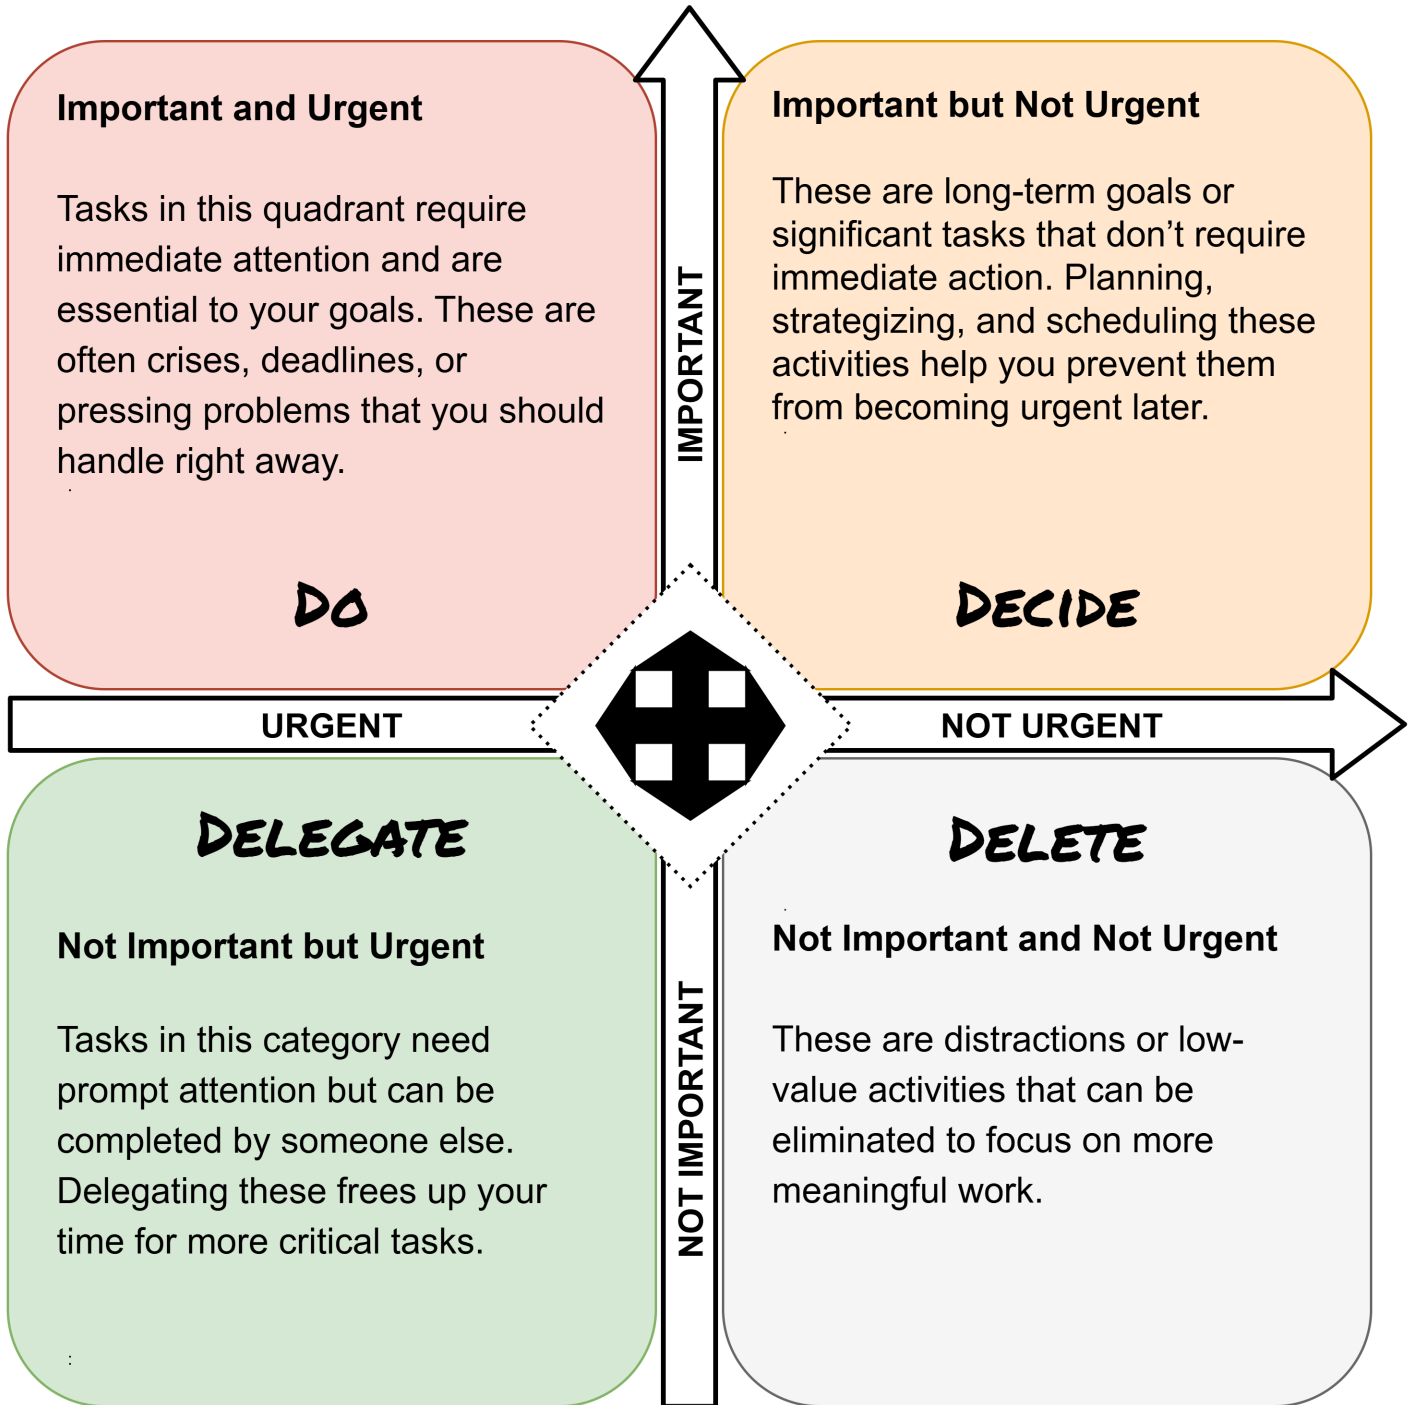 Important and Urgent
Tasks in this quadrant require
immediate attention and are
essential to your goals. These are
often crises, deadlines, or
pressing problems that you should
handle right away.
DO
IMPORTANT
Important but Not Urgent
These are long-term goals or
significant tasks that don’t require
immediate action. Planning,
strategizing, and scheduling these
activities help you prevent them
from becoming urgent later.
DECIDE
URGENT
NOT URGENT
DELEGATE
Not Important but Urgent
Tasks in this category need
prompt attention but can be
completed by someone else.
Delegating these frees up your
time for more critical tasks.
NOT IMPORTANT
DELETE
Not Important and Not Urgent
These are distractions or low-
value activities that can be
eliminated to focus on more
meaningful work.